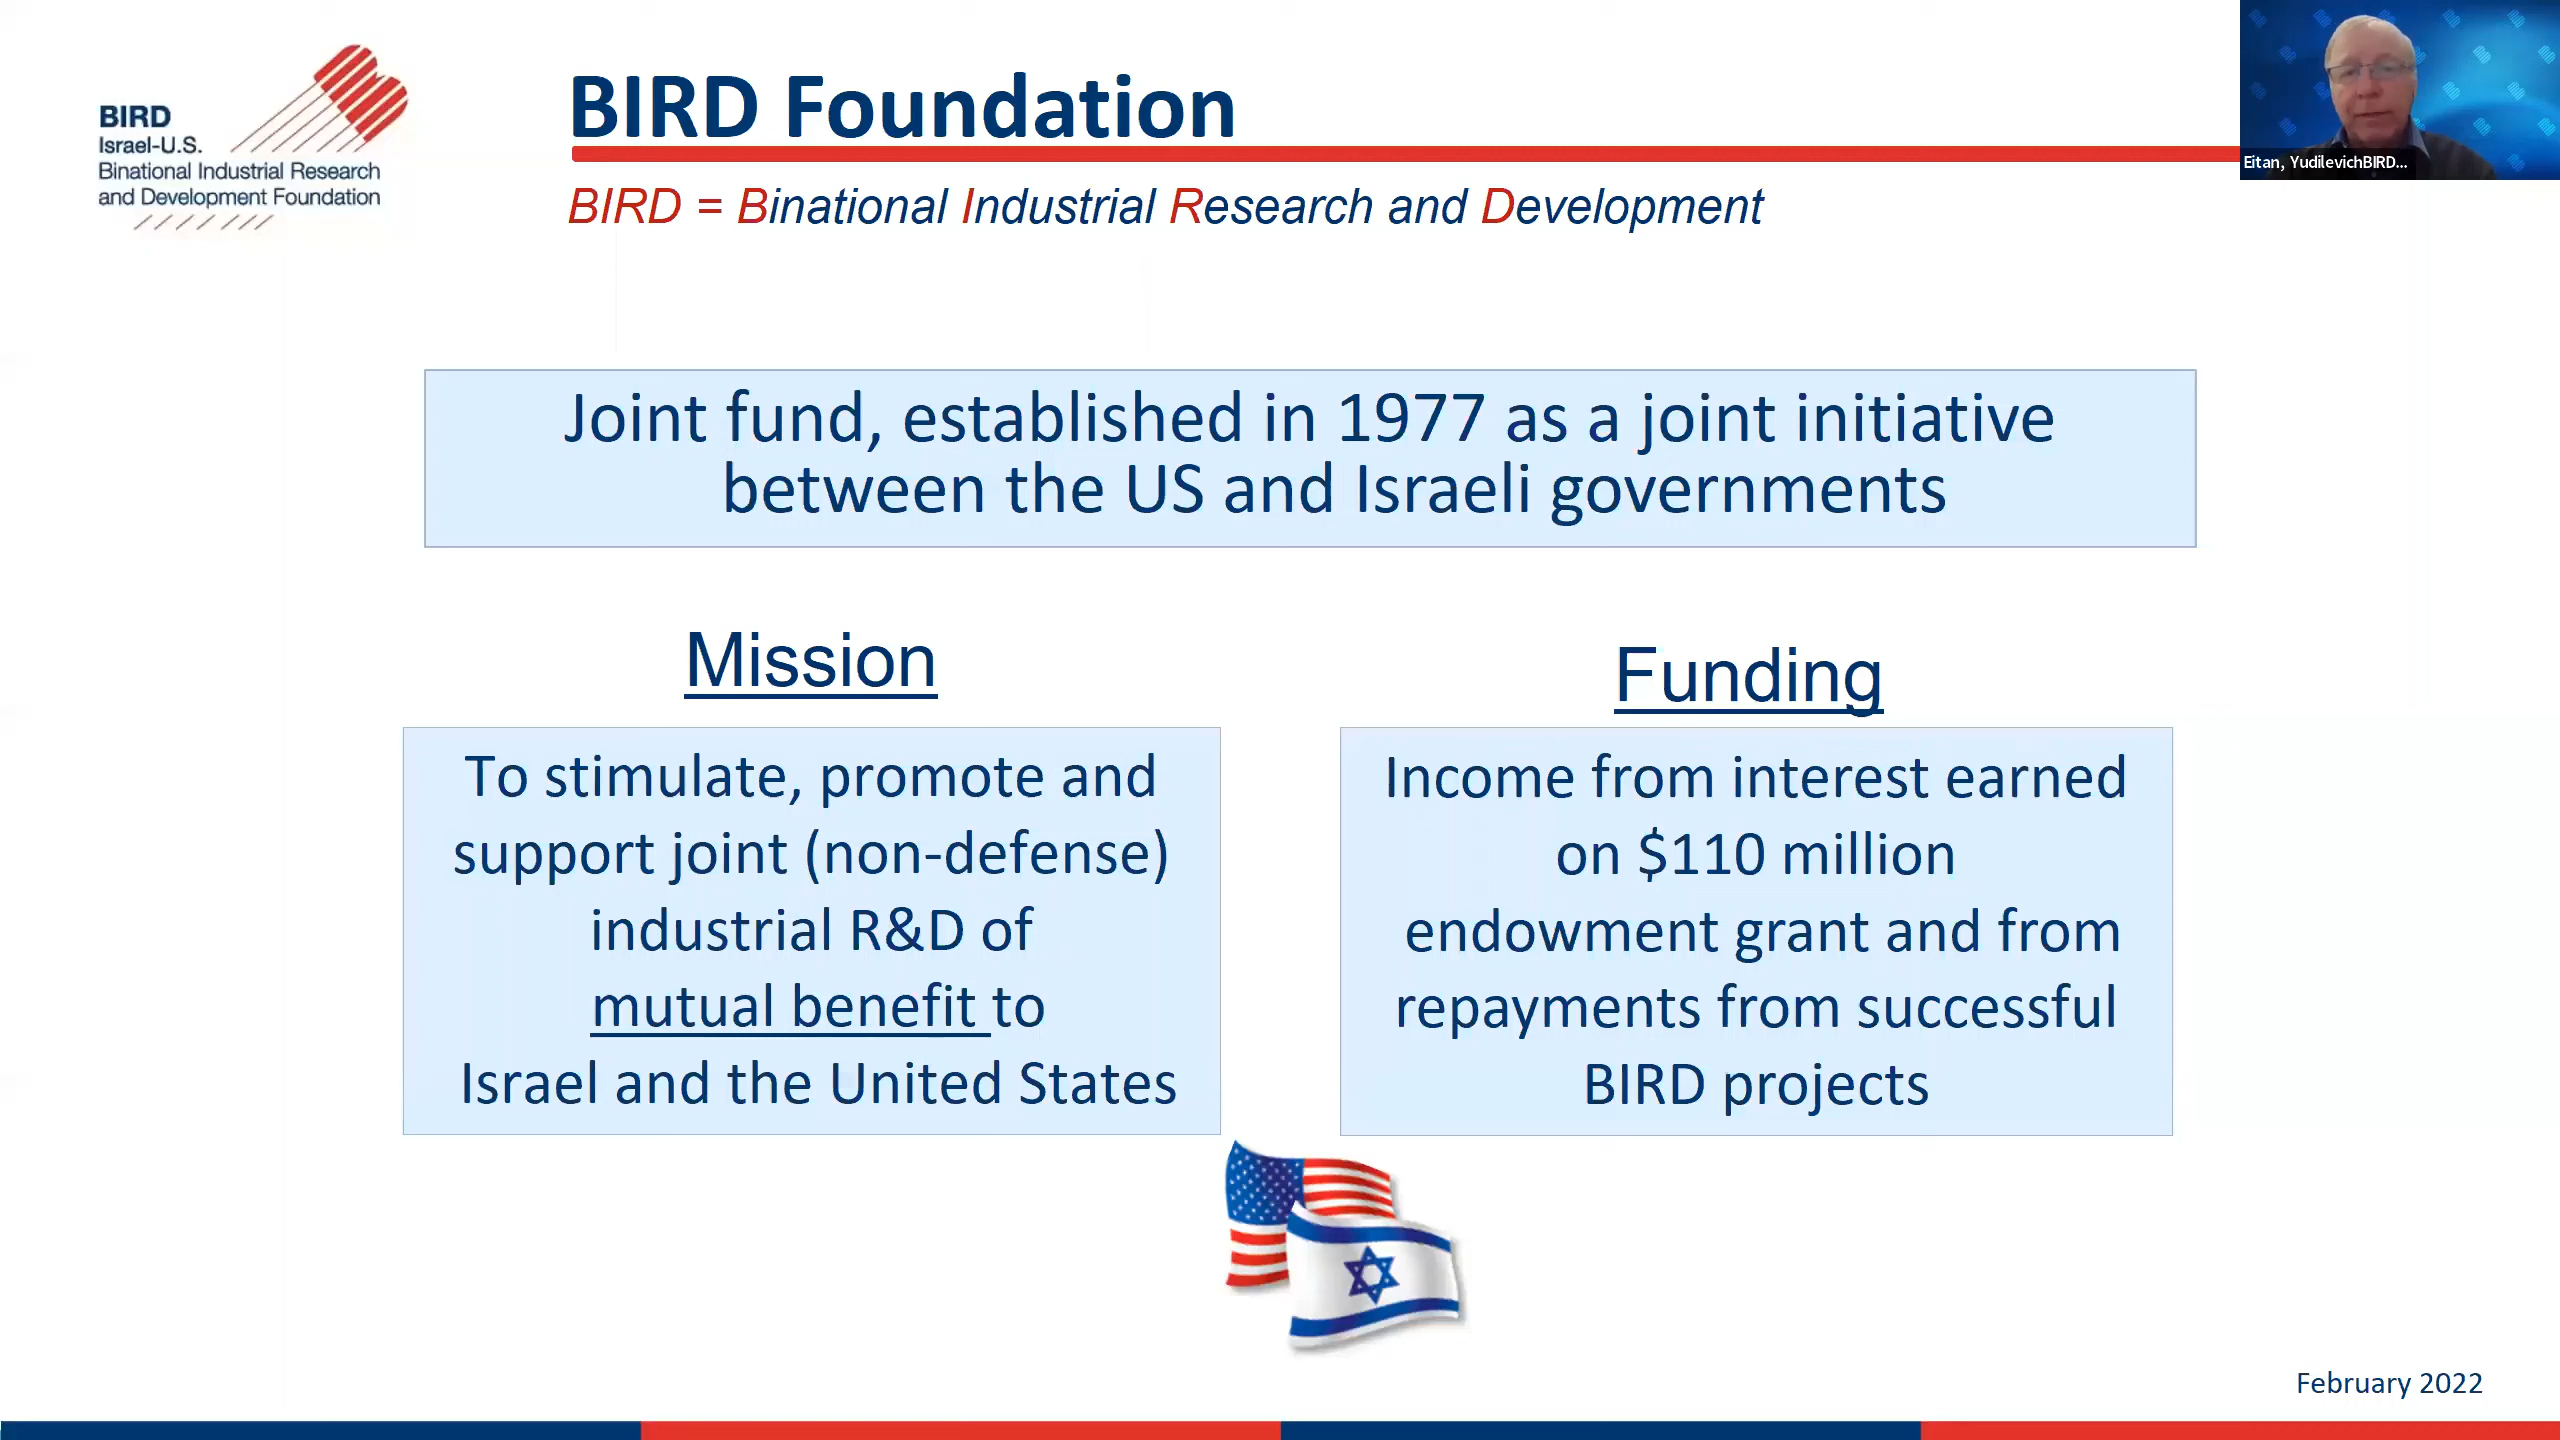 BIRD
Israel-U.S.
Binational Industrial Research
and Development Foundation
BIRD Foundation
BIRD = Binational Industrial Research and Development
Eitan, YudilevichBIRD...
Joint fund, established in 1977 as a joint initiative
between the US and Israeli governments
Mission
To stimulate, promote and
support joint (non-defense)
industrial R&D of
mutual benefit to
Israel and the United States
Funding
Income from interest earned
on $110 million
endowment grant and from
repayments from successful
BIRD projects
February 2022